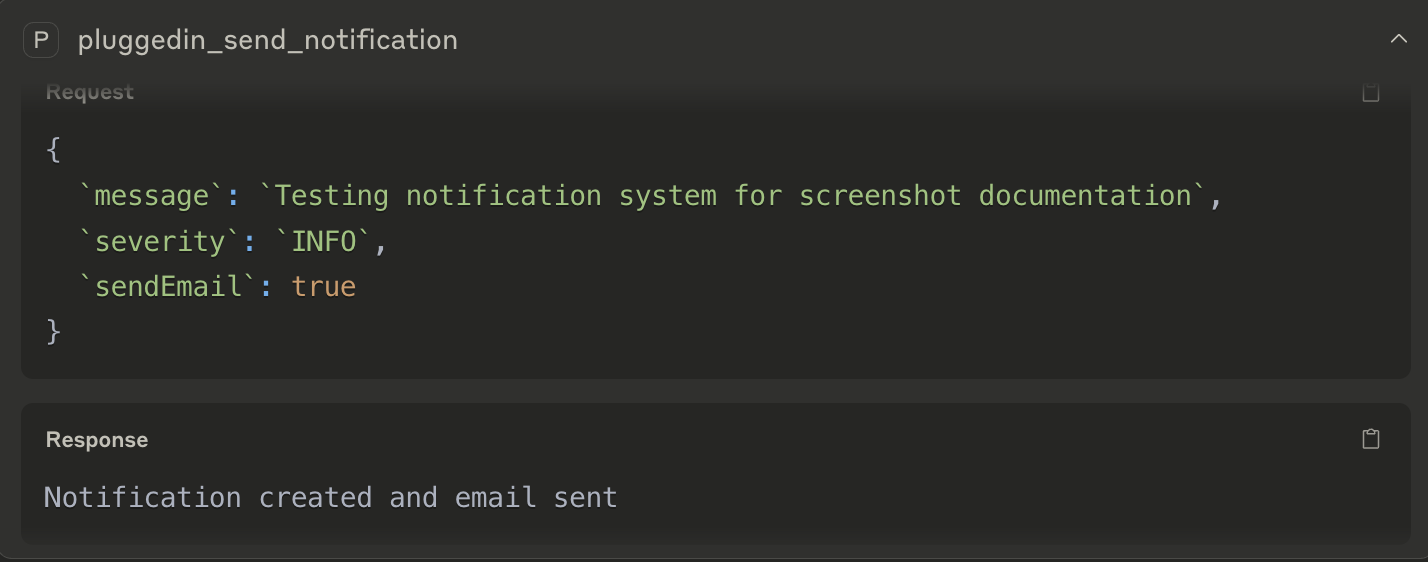 P pluggedin_send_notification
Request
{
`message`: `Testing notification system for screenshot documentation`,
`severity`: `INFO`,
`sendEmail`: true
}
Response
Notification created and email sent